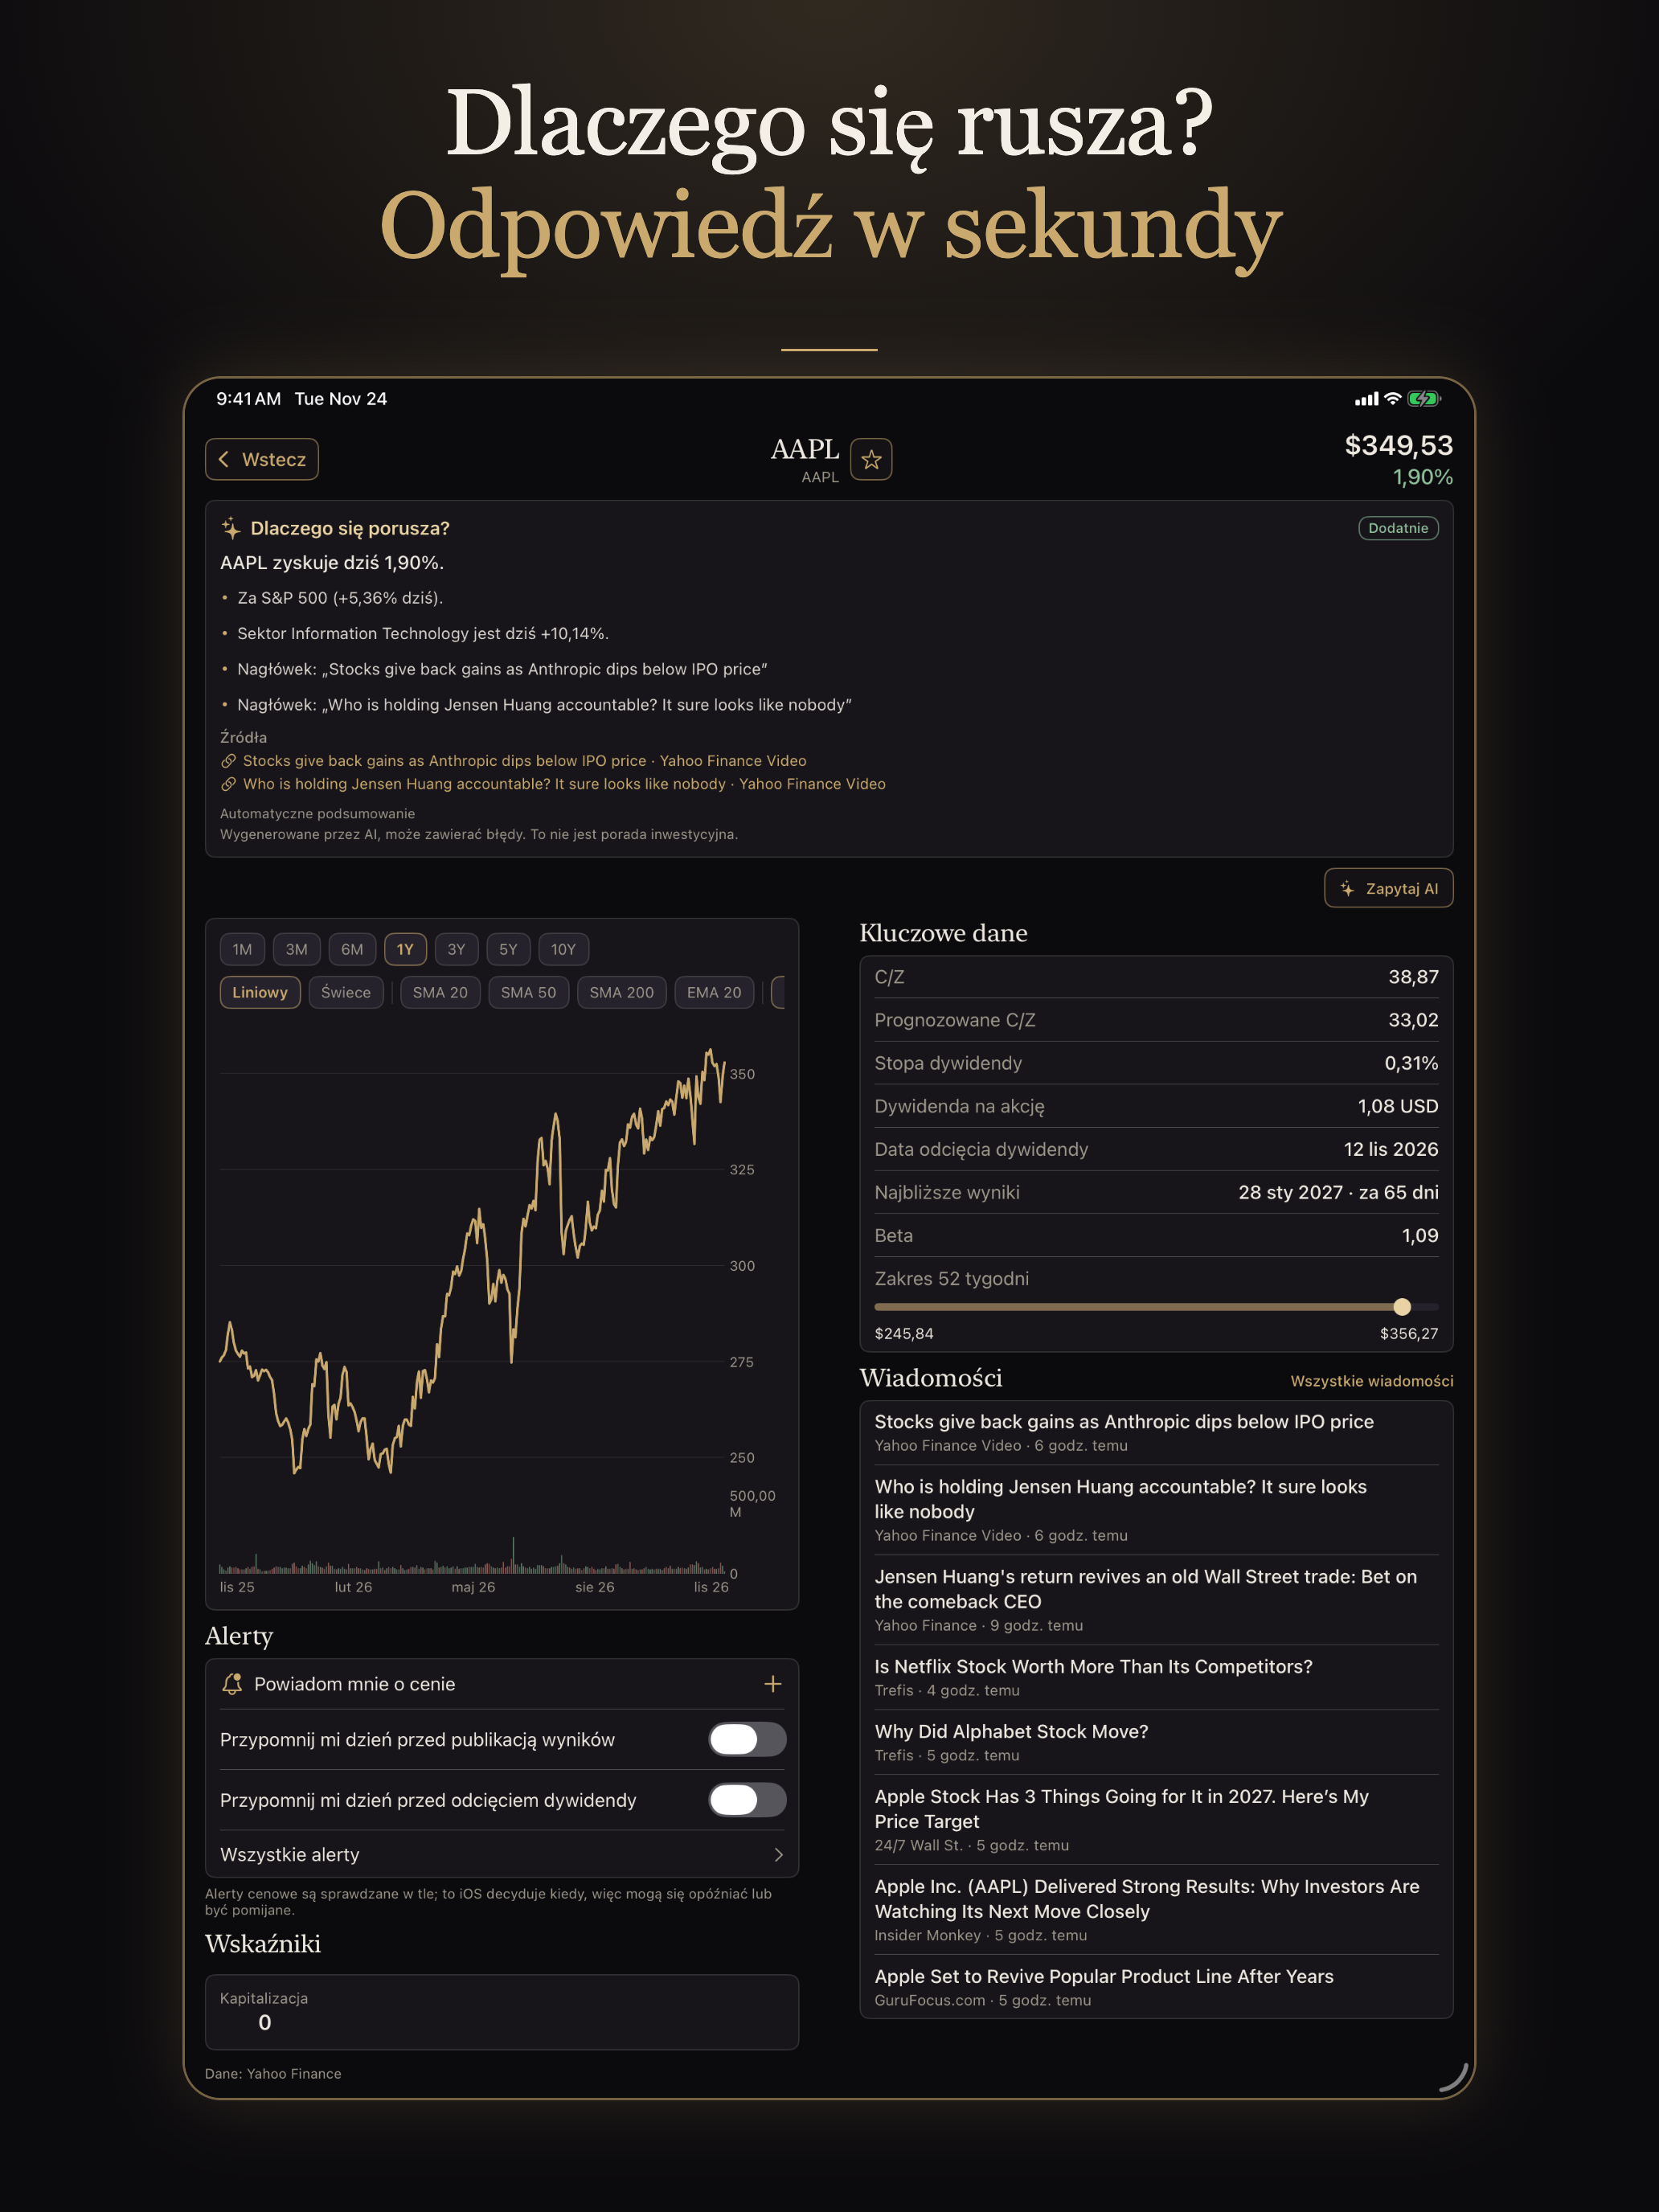 Dlaczego się rusza?
Odpowiedź w sekundy
9:41 AM Tue Nov 24
Wstecz
AAPL
AAPL
$349,53
1,90%
Dlaczego się porusza?
Dodatnie
AAPL zyskuje dziś 1,90%.
• Za S&P 500 (+5,36% dziś).
• Sektor Information Technology jest dziś +10,14%.
• Nagłówek: „Stocks give back gains as Anthropic dips below IPO price”
• Nagłówek: „Who is holding Jensen Huang accountable? It sure looks like nobody”
Źródła
Stocks give back gains as Anthropic dips below IPO price · Yahoo Finance Video
Who is holding Jensen Huang accountable? It sure looks like nobody · Yahoo Finance Video
Automatyczne podsumowanie
Wygenerowane przez AI, może zawierać błędy. To nie jest porada inwestycyjna.
Zapytaj AI
1M 3M 6M 1Y 3Y 5Y 10Y
Liniowy Świece SMA 20 SMA 50 SMA 200 EMA 20
350
325
300
275
250
500,00
M
0
lis 25 lut 26 maj 26 sie 26 lis 26
Alerty
Powiadom mnie o cenie
Przypomnij mi dzień przed publikacją wyników
Przypomnij mi dzień przed odcięciem dywidendy
Wszystkie alerty
Alerty cenowe są sprawdzane w tle; to iOS decyduje kiedy, więc mogą się opóźniać lub
być pomijane.
Wskaźniki
Kapitalizacja
0
Dane: Yahoo Finance
Kluczowe dane
C/Z 38,87
Prognozowane C/Z 33,02
Stopa dywidendy 0,31%
Dywidenda na akcję 1,08 USD
Data odcięcia dywidendy 12 lis 2026
Najbliższe wyniki 28 sty 2027 · za 65 dni
Beta 1,09
Zakres 52 tygodni
$245,84 $356,27
Wiadomości
Wszystkie wiadomości
Stocks give back gains as Anthropic dips below IPO price
Yahoo Finance Video · 6 godz. temu
Who is holding Jensen Huang accountable? It sure looks
like nobody
Yahoo Finance Video · 6 godz. temu
Jensen Huang's return revives an old Wall Street trade: Bet on
the comeback CEO
Yahoo Finance · 9 godz. temu
Is Netflix Stock Worth More Than Its Competitors?
Trefis · 4 godz. temu
Why Did Alphabet Stock Move?
Trefis · 5 godz. temu
Apple Stock Has 3 Things Going for It in 2027. Here’s My
Price Target
24/7 Wall St. · 5 godz. temu
Apple Inc. (AAPL) Delivered Strong Results: Why Investors Are
Watching Its Next Move Closely
Insider Monkey · 5 godz. temu
Apple Set to Revive Popular Product Line After Years
GuruFocus.com · 5 godz. temu